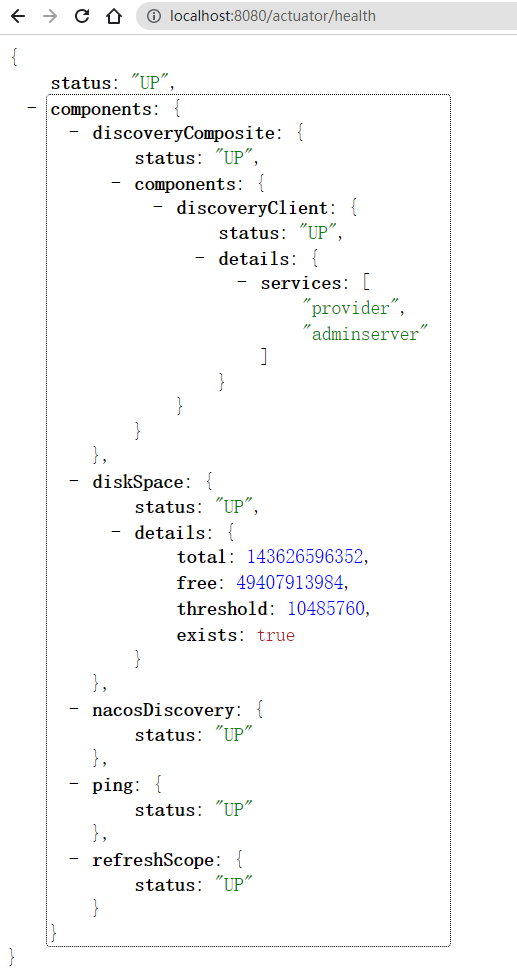 localhost:8080/actuator/health
{
status: "UP",
- components: {
- discoveryComposite: {
status: "UP",
- components: {
- discoveryClient: {
status: "UP",
- details: {
- services: [
"provider",
"adminserver"
]
}
}
}
},
- diskSpace: {
status: "UP",
- details: {
total: 143626596352,
free: 49407913984,
threshold: 10485760,
exists: true
}
},
- nacosDiscovery: {
status: "UP"
},
- ping: {
status: "UP"
},
- refreshScope: {
status: "UP"
}
}
}